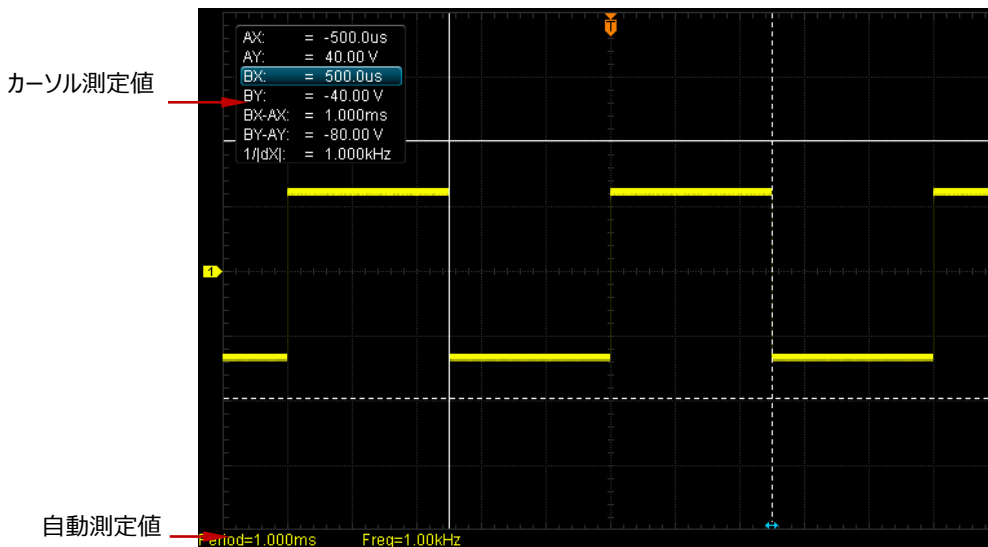 カーソル測定値
AX: = -500.0us
AY: = 40.00 V
BX: = 500.0us
BY: = -40.00 V
BX-AX: = 1.000ms
BY-AY: = -80.00 V
1/|dX|: = 1.000kHz
T
1
自動測定値
Period=1.000ms Freq=1.00kHz